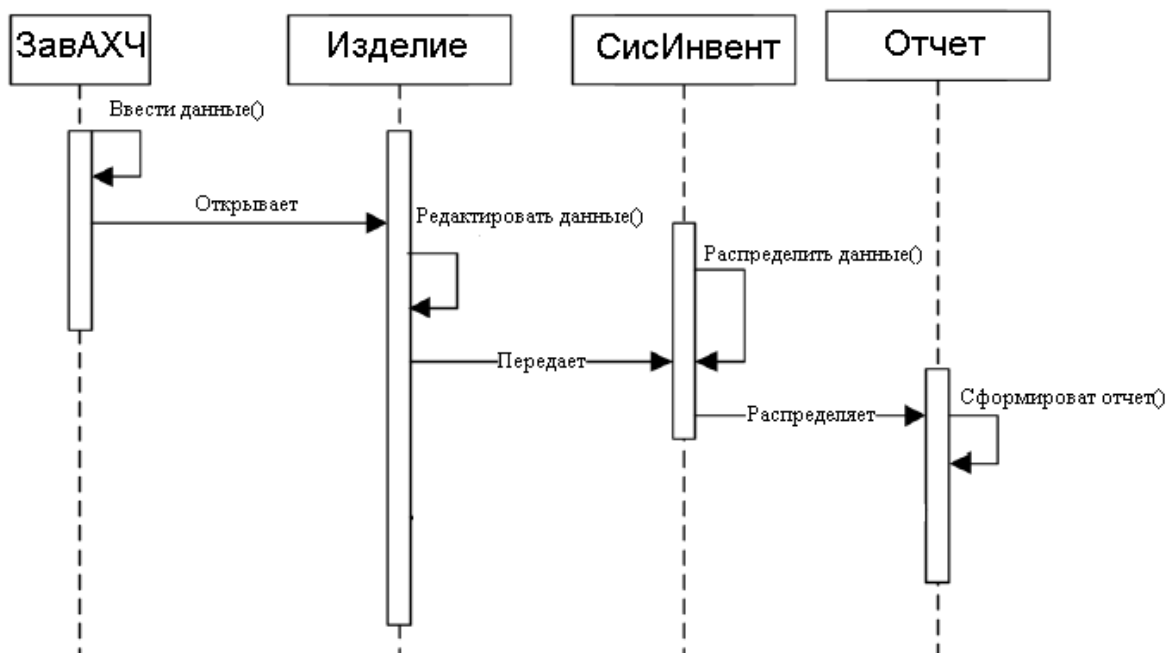 ЗавАХЧ
Изделие
СисИнвент
Отчет
Ввести данные()
Открывает
Редактировать данные()
Распределить данные()
Передает
Сформироват отчет()
Распределяет